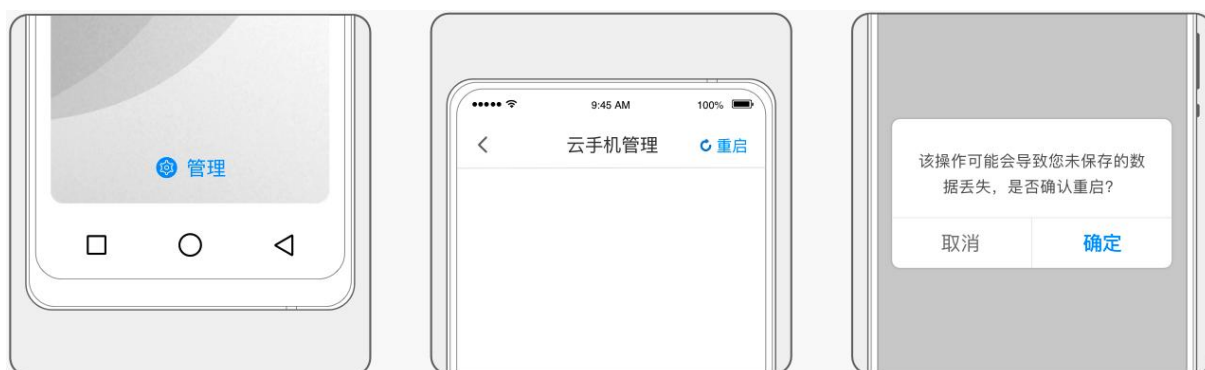 管理
9:45 AM
100%
云手机管理
重启
该操作可能会导致您未保存的数
据丢失，是否确认重启？
取消
确定